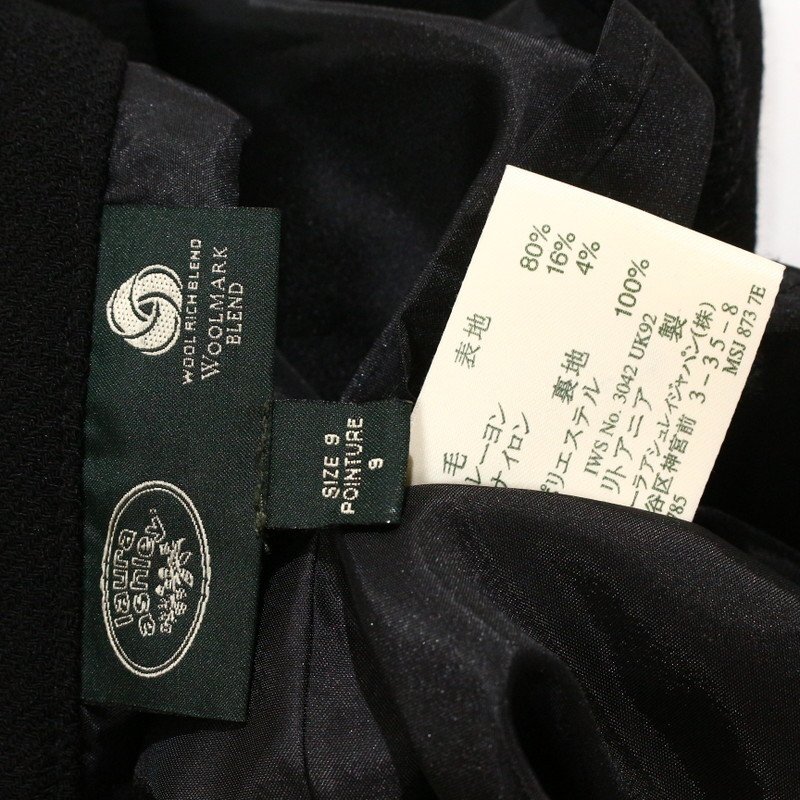 WOOL RICH BLEND
WOOLMARK
BLEND
laura
ashley
SIZE 9
POINTURE
9
表地
毛 80%
レーヨン 16%
ナイロン 4%
裏地
ポリエステル 100%
IWS No. 3042 UK92
リトアニア 製
ーラアシュレイジャパン(株)
谷区神宮前 3-35-8
785 MSJ 873 7E